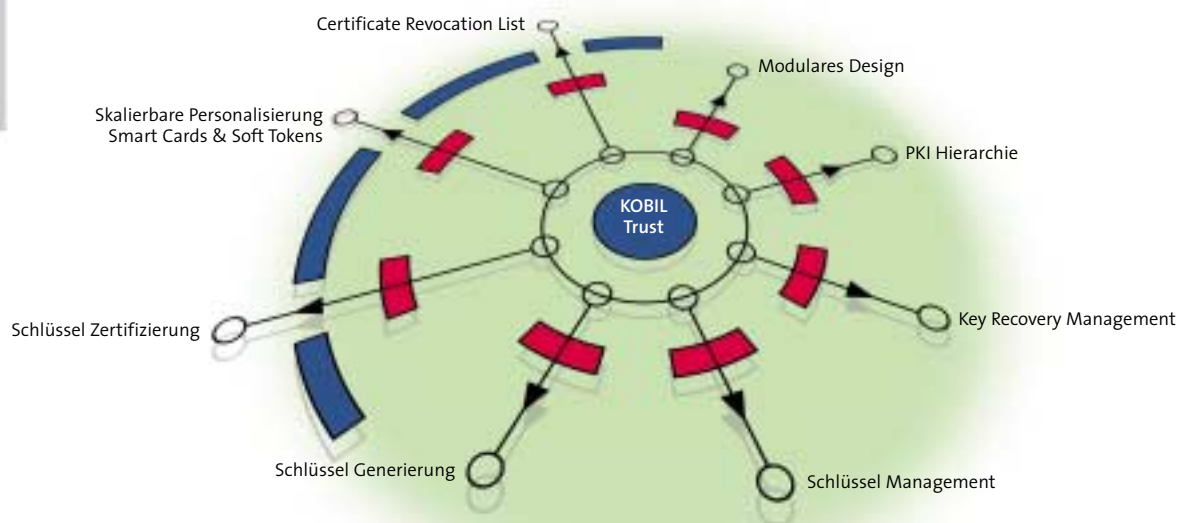 Certificate Revocation List
Modulares Design
Skalierbare Personalisierung
Smart Cards & Soft Tokens
PKI Hierarchie
KOBIL
Trust
Schlüssel Zertifizierung
Key Recovery Management
Schlüssel Generierung
Schlüssel Management